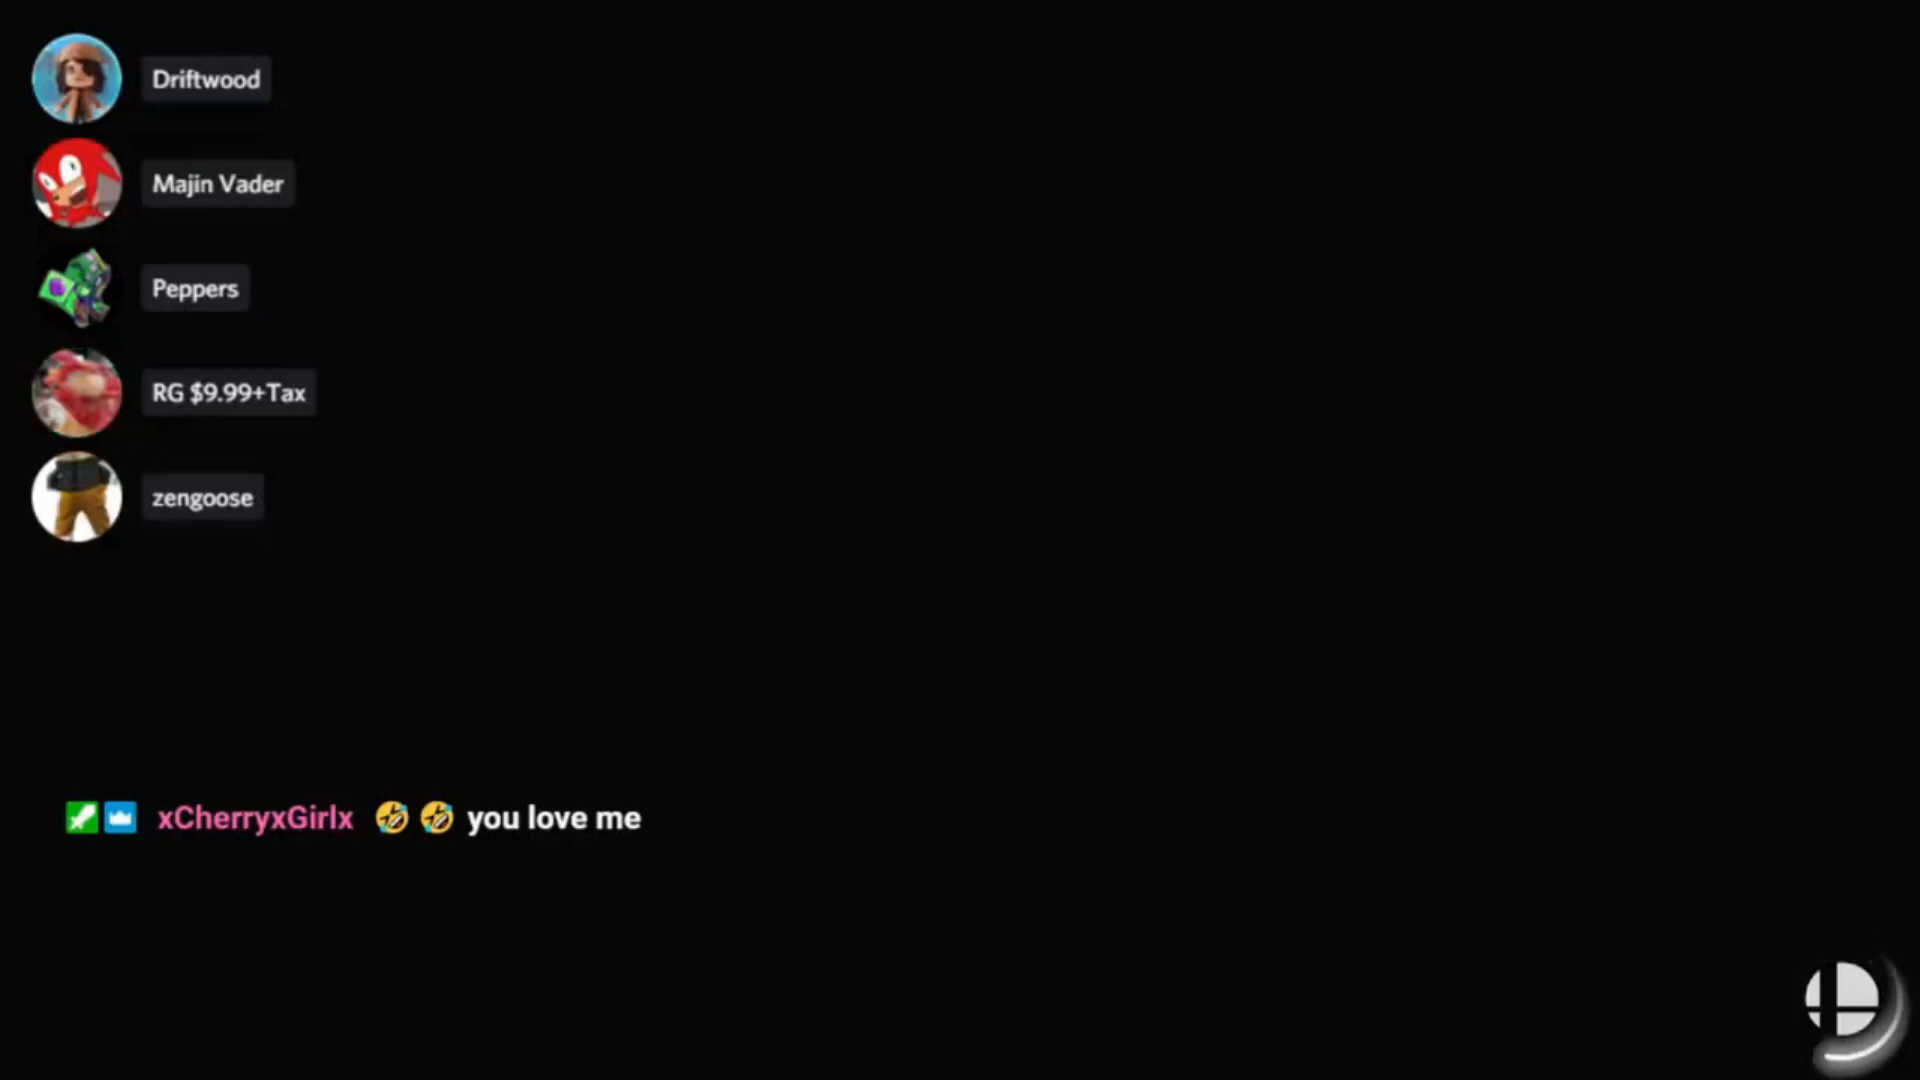 Driftwood
Majin Vader
Peppers
RG $9.99+Tax
zengoose
xCherryxGirlx 🤣 🤣 you love me